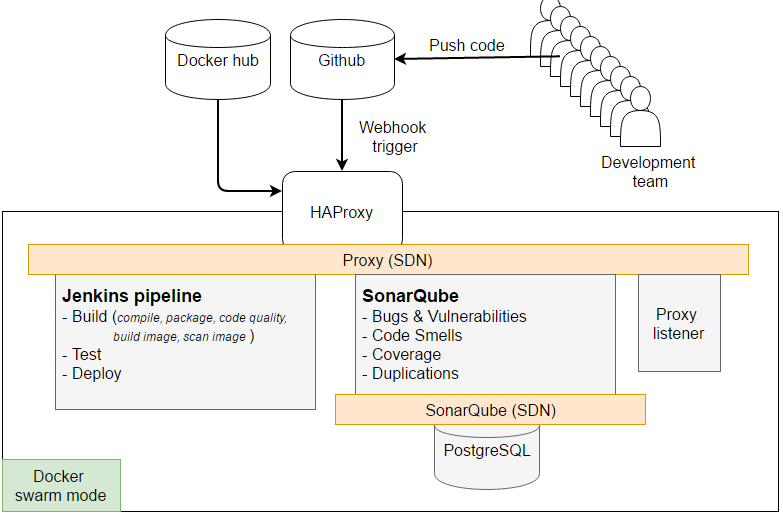 Docker hub
Github
Push code
Webhook
trigger
Development
team
HAProxy
Proxy (SDN)
Jenkins pipeline
- Build (compile, package, code quality,
build image, scan image )
- Test
- Deploy
SonarQube
- Bugs & Vulnerabilities
- Code Smells
- Coverage
- Duplications
Proxy
listener
SonarQube (SDN)
PostgreSQL
Docker
swarm mode